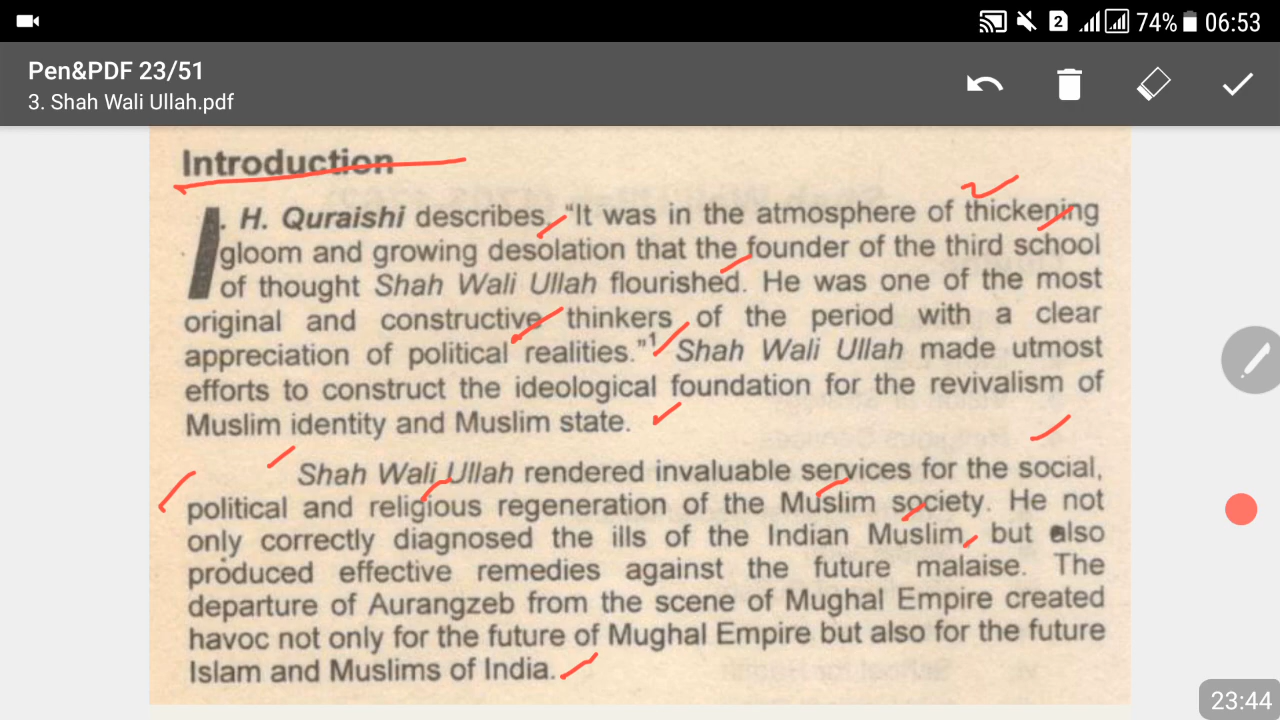 2 74% 06:53
Pen&PDF 23/51
3. Shah Wali Ullah.pdf
Introduction
I. H. Quraishi describes, “It was in the atmosphere of thickening
gloom and growing desolation that the founder of the third school
of thought Shah Wali Ullah flourished. He was one of the most
original and constructive thinkers of the period with a clear
appreciation of political realities.”1 Shah Wali Ullah made utmost
efforts to construct the ideological foundation for the revivalism of
Muslim identity and Muslim state.
Shah Wali Ullah rendered invaluable services for the social,
political and religious regeneration of the Muslim society. He not
only correctly diagnosed the ills of the Indian Muslim, but also
produced effective remedies against the future malaise. The
departure of Aurangzeb from the scene of Mughal Empire created
havoc not only for the future of Mughal Empire but also for the future
Islam and Muslims of India.
23:44